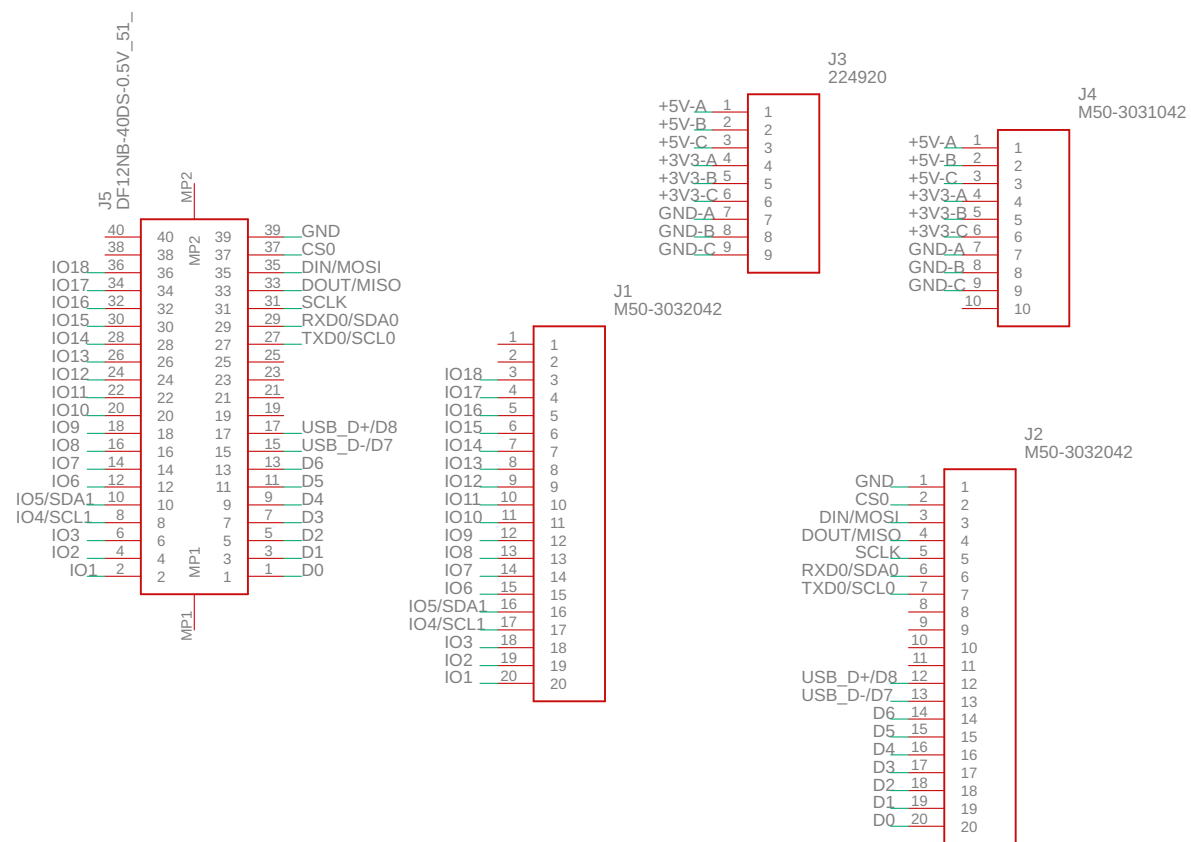 J5
DF12NB-40DS-0.5V_51_
MP2
MP2
40 40 39 39 GND
38 38 37 37 CS0
IO18 36 36 35 35 DIN/MOSI
IO17 34 34 33 33 DOUT/MISO
IO16 32 32 31 31 SCLK
IO15 30 30 29 29 RXD0/SDA0
IO14 28 28 27 27 TXD0/SCL0
IO13 26 26 25 25
IO12 24 24 23 23
IO11 22 22 21 21
IO10 20 20 19 19
IO9 18 18 17 17 USB_D+/D8
IO8 16 16 15 15 USB_D-/D7
IO7 14 14 13 13 D6
IO6 12 12 11 11 D5
IO5/SDA1 10 10 9 9 D4
IO4/SCL1 8 8 7 7 D3
IO3 6 6 5 5 D2
IO2 4 4 3 3 D1
IO1 2 2 1 1 D0
MP1
MP1
J1
M50-3032042
1 1
2 2
IO18 3 3
IO17 4 4
IO16 5 5
IO15 6 6
IO14 7 7
IO13 8 8
IO12 9 9
IO11 10 10
IO10 11 11
IO9 12 12
IO8 13 13
IO7 14 14
IO6 15 15
IO5/SDA1 16 16
IO4/SCL1 17 17
IO3 18 18
IO2 19 19
IO1 20 20
J3
224920
+5V-A 1 1
+5V-B 2 2
+5V-C 3 3
+3V3-A 4 4
+3V3-B 5 5
+3V3-C 6 6
GND-A 7 7
GND-B 8 8
GND-C 9 9
J4
M50-3031042
+5V-A 1 1
+5V-B 2 2
+5V-C 3 3
+3V3-A 4 4
+3V3-B 5 5
+3V3-C 6 6
GND-A 7 7
GND-B 8 8
GND-C 9 9
10 10
J2
M50-3032042
GND 1 1
CS0 2 2
DIN/MOSI 3 3
DOUT/MISO 4 4
SCLK 5 5
RXD0/SDA0 6 6
TXD0/SCL0 7 7
8 8
9 9
10 10
11 11
USB_D+/D8 12 12
USB_D-/D7 13 13
D6 14 14
D5 15 15
D4 16 16
D3 17 17
D2 18 18
D1 19 19
D0 20 20